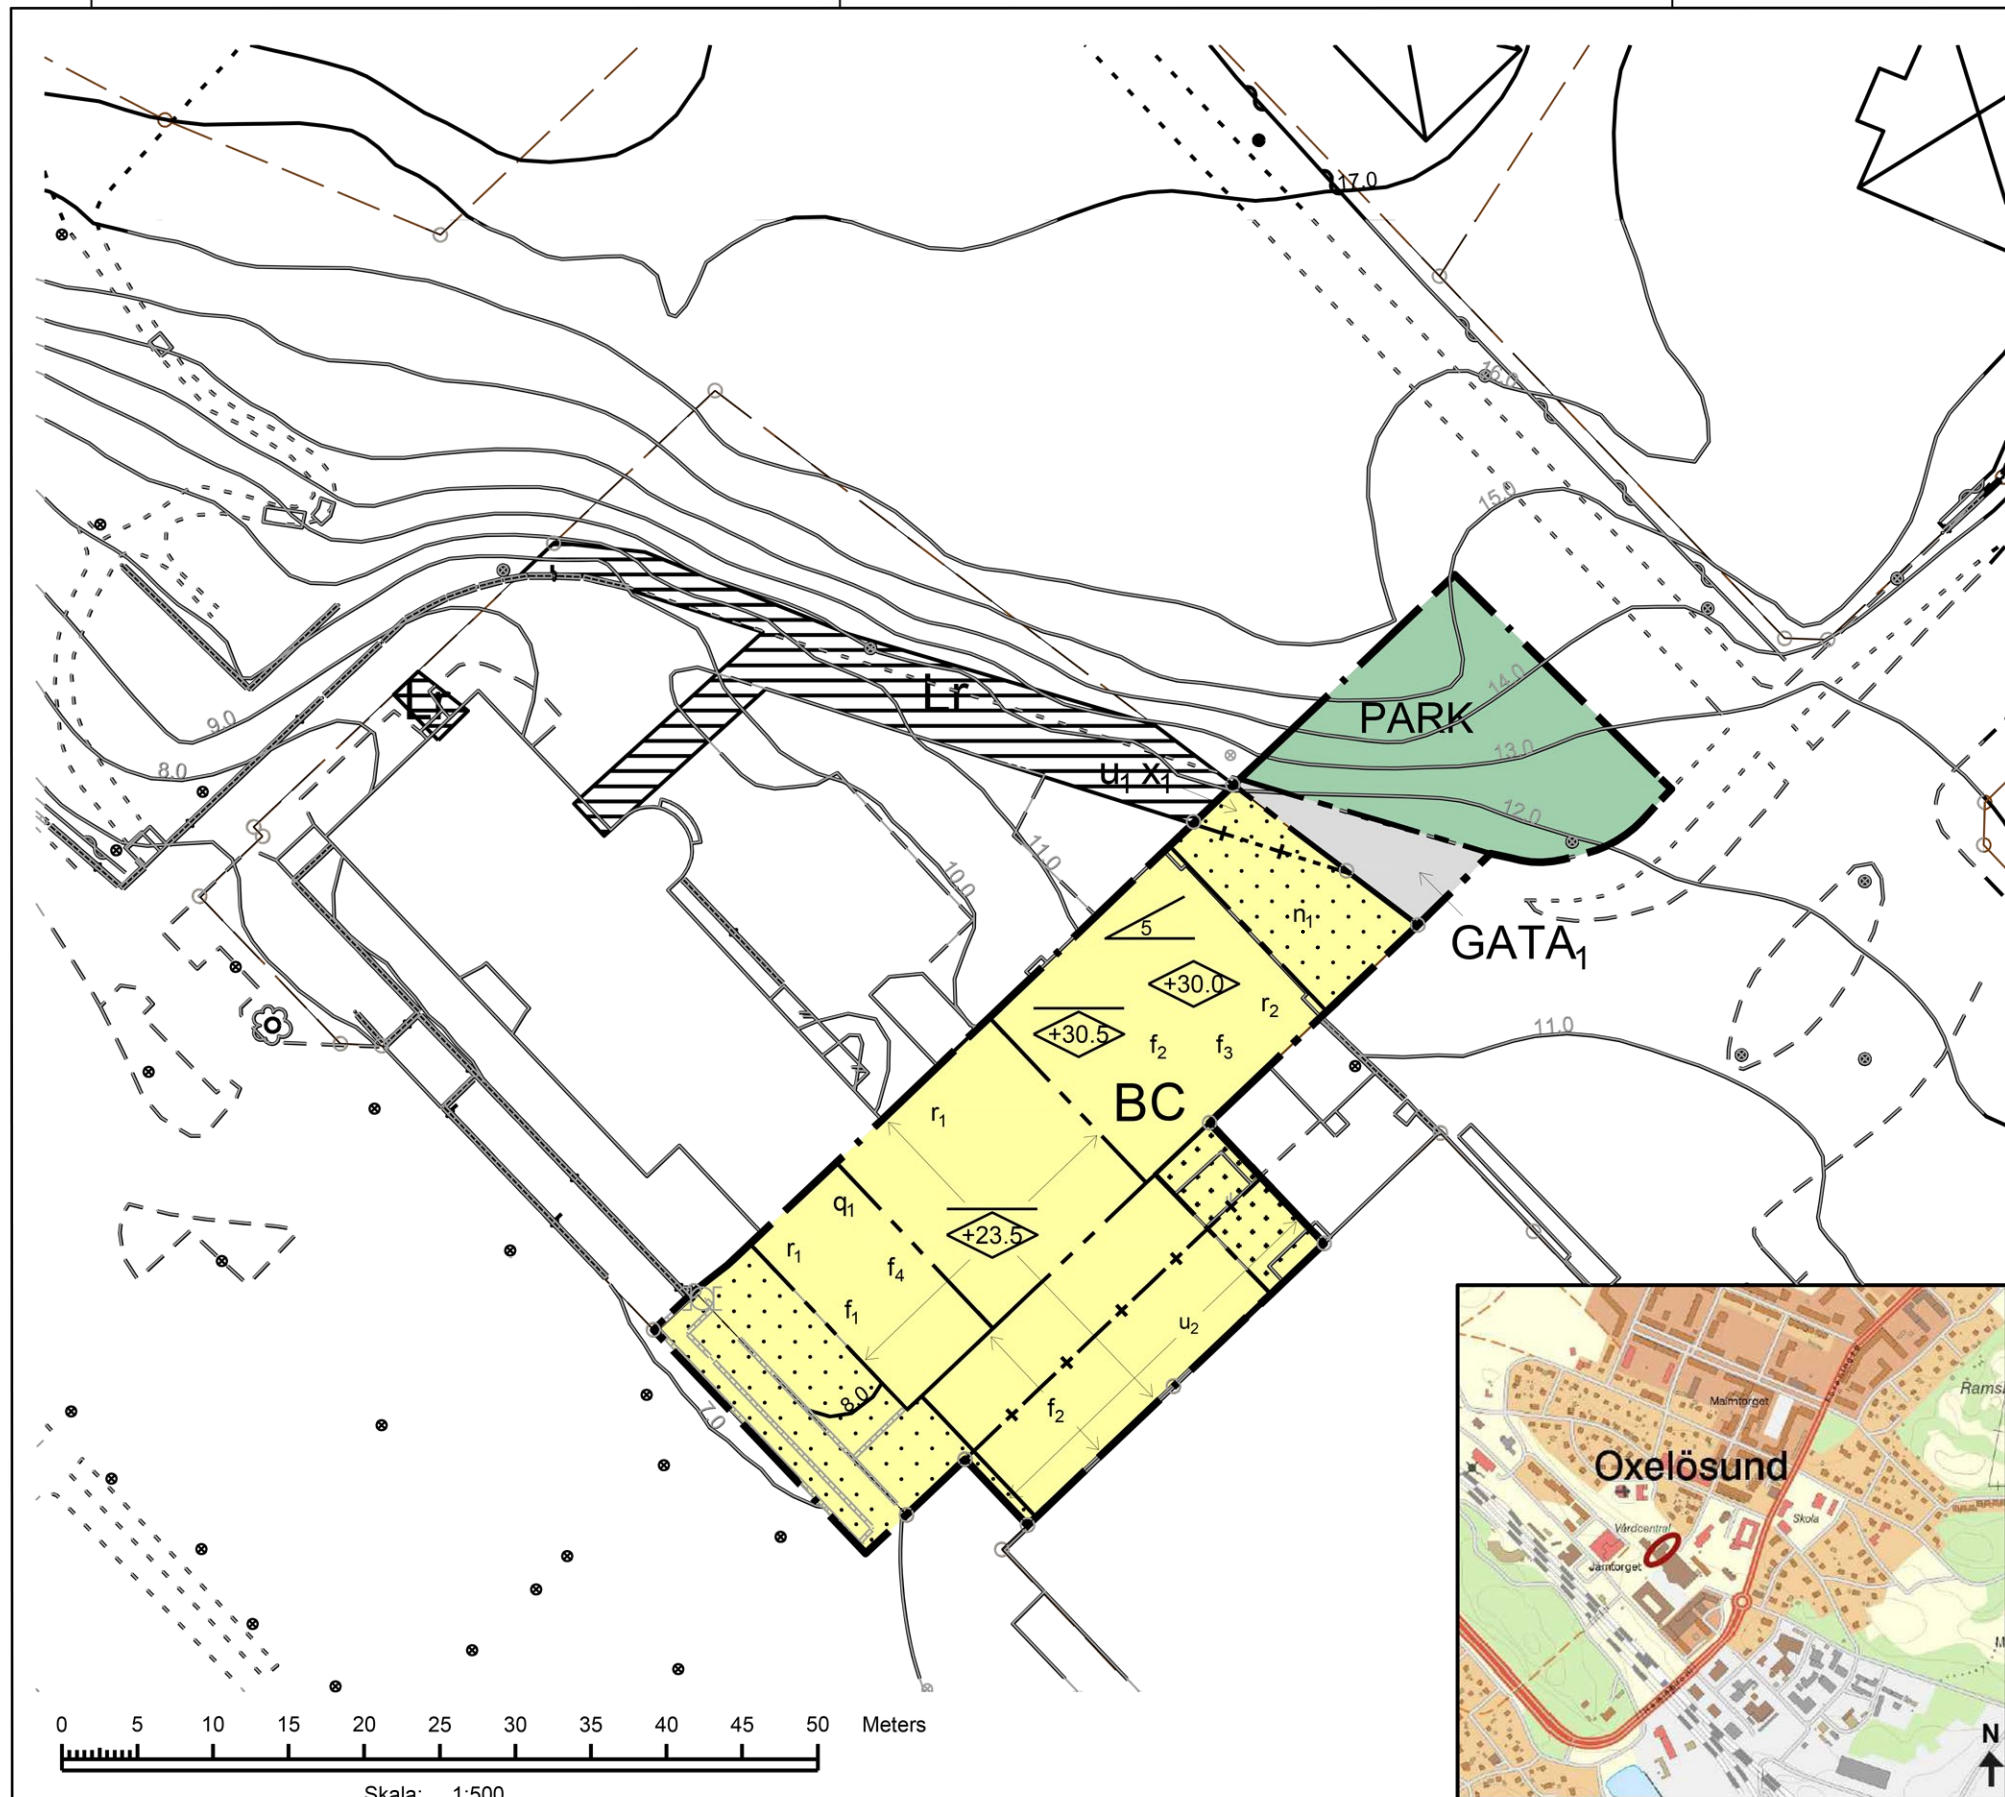 17.0
16.0
15.0
14.0
13.0
12.0
PARK
Lr
Lr
9.0
8.0
u1 x1
11.0
10.0
n1
GATA1
5
+30.0
r2
+30.5
f2
f3
11.0
BC
r1
q1
+23.5
r1
f4
f1
u2
8.0
f2
7.0
Malmtorget
Oxelösund
Skola
Vårdcentral
Järntorget
N
0 5 10 15 20 25 30 35 40 45 50 Meters
Skala: 1:500